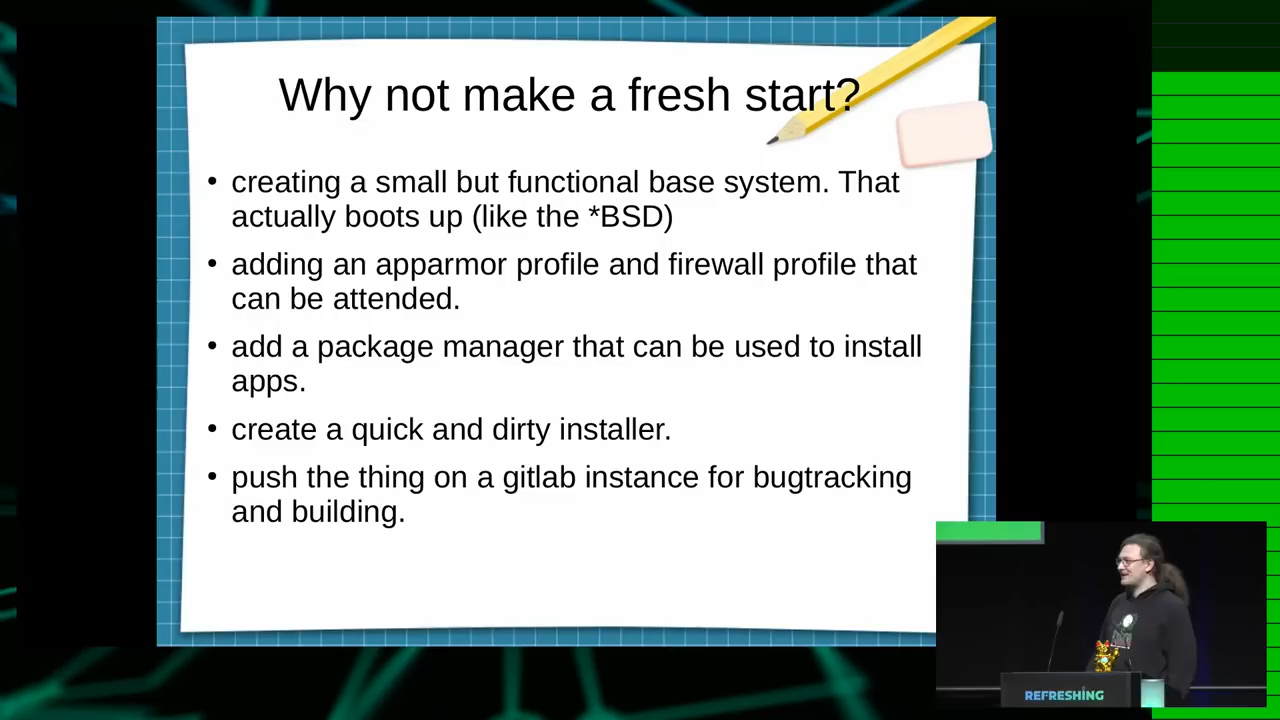 Why not make a fresh start?
• creating a small but functional base system. That
actually boots up (like the *BSD)
• adding an apparmor profile and firewall profile that
can be attended.
• add a package manager that can be used to install
apps.
• create a quick and dirty installer.
• push the thing on a gitlab instance for bugtracking
and building.
REFRESHING